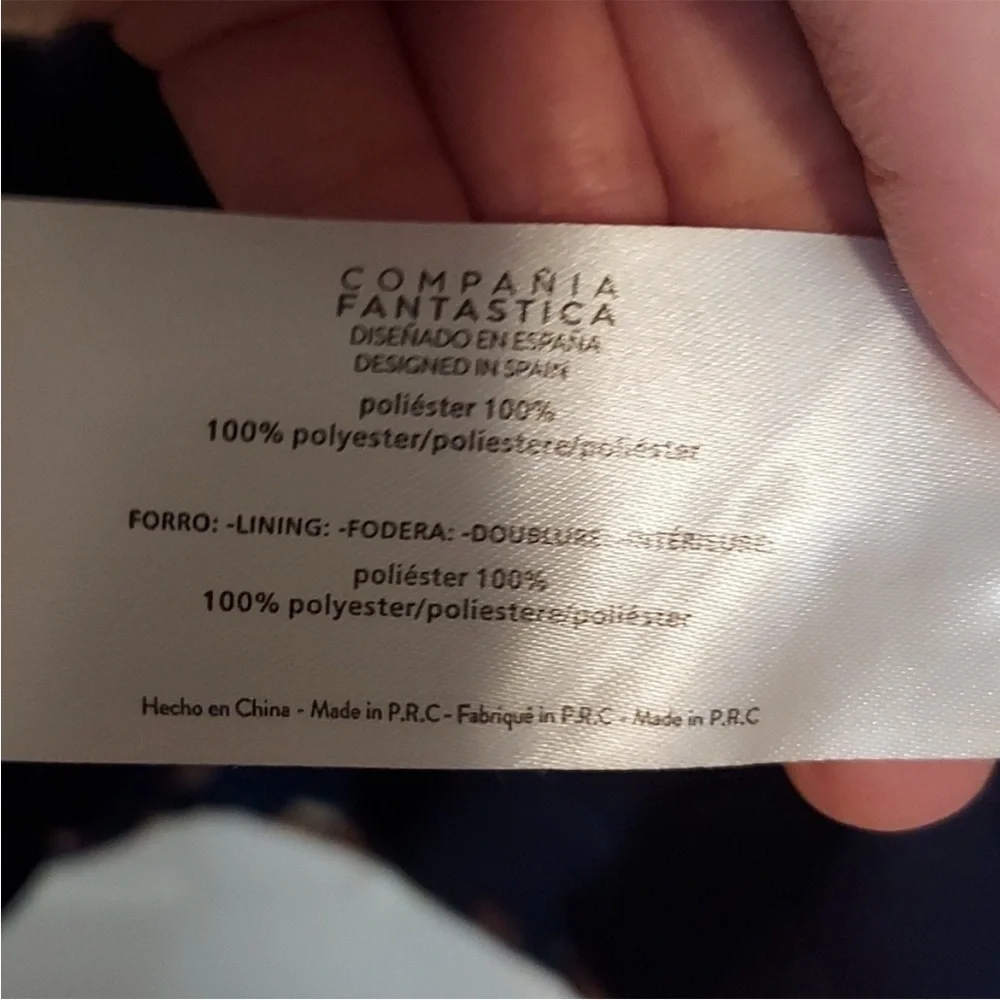 COMPAÑIA
FANTASTICA
DISEÑADO EN ESPAÑA
DESIGNED IN SPAIN
poliéster 100%
100% polyester/poliestere/poliéster
FORRO: -LINING: -FODERA: -DOUBLURE
poliéster 100%
100% polyester/poliestere/poliéster
Hecho en China - Made in P.R.C - Fabriqué in P.R.C - Made in P.R.C